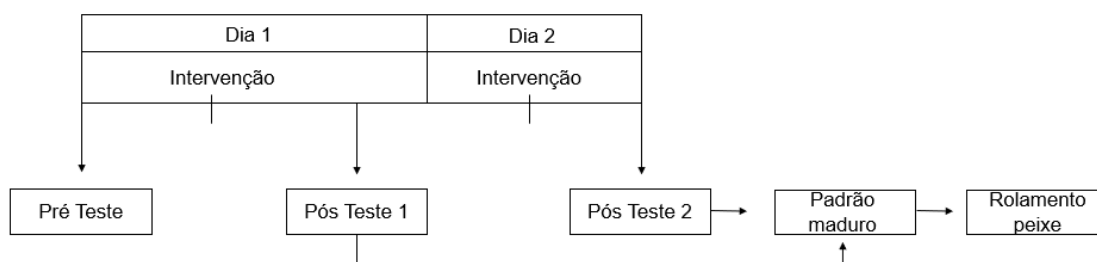 Dia 1
Dia 2
Intervenção
Intervenção
Pré Teste
Pós Teste 1
Pós Teste 2
Padrão
maduro
Rolamento
peixe